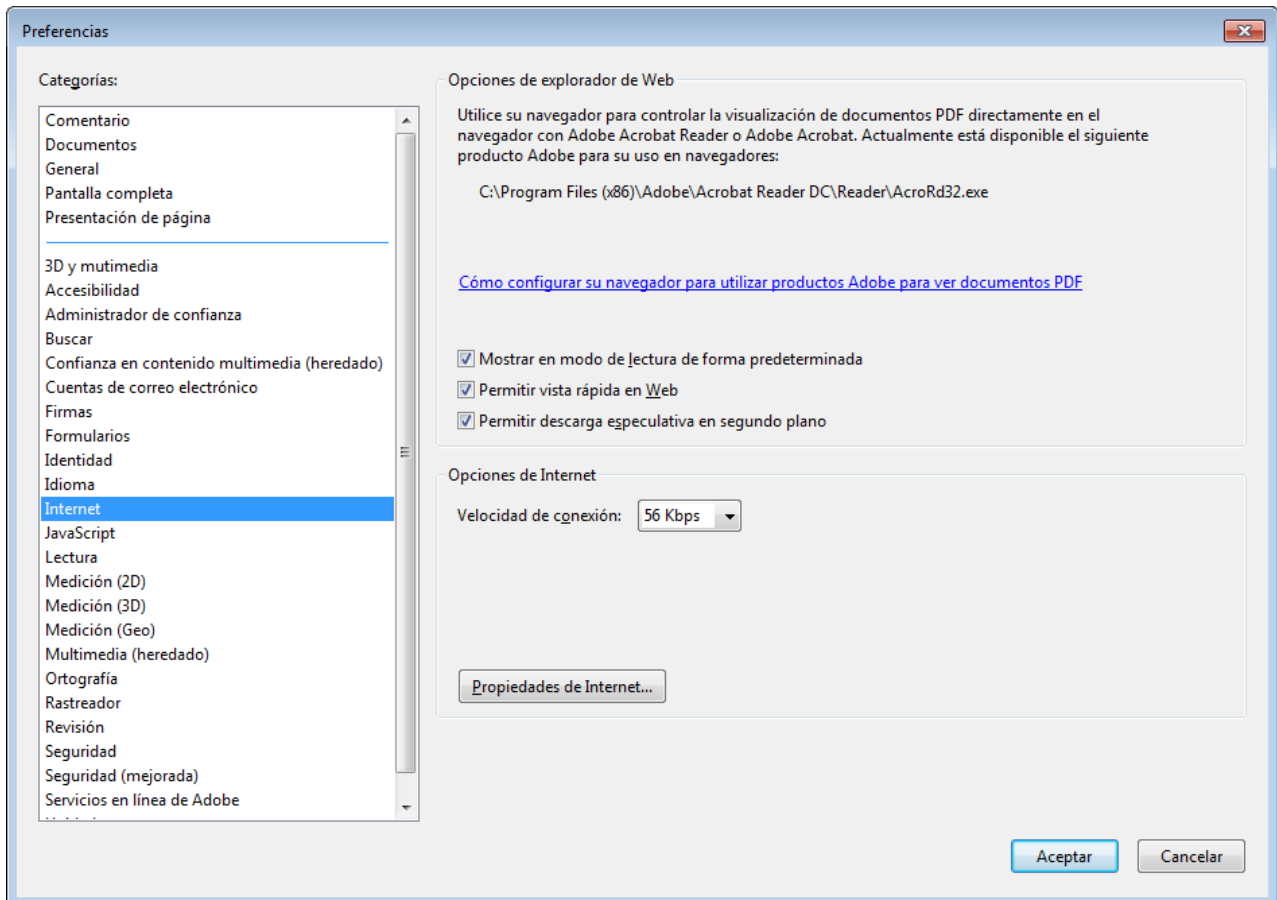 Preferencias
Categorías:
Comentario
Documentos
General
Pantalla completa
Presentación de página
3D y mutimedia
Accesibilidad
Administrador de confianza
Buscar
Confianza en contenido multimedia (heredado)
Cuentas de correo electrónico
Firmas
Formularios
Identidad
Idioma
Internet
JavaScript
Lectura
Medición (2D)
Medición (3D)
Medición (Geo)
Multimedia (heredado)
Ortografía
Rastreador
Revisión
Seguridad
Seguridad (mejorada)
Servicios en línea de Adobe
Opciones de explorador de Web
Utilice su navegador para controlar la visualización de documentos PDF directamente en el
navegador con Adobe Acrobat Reader o Adobe Acrobat. Actualmente está disponible el siguiente
producto Adobe para su uso en navegadores:
C:\Program Files (x86)\Adobe\Acrobat Reader DC\Reader\AcroRd32.exe
Cómo configurar su navegador para utilizar productos Adobe para ver documentos PDF
Mostrar en modo de lectura de forma predeterminada
Permitir vista rápida en Web
Permitir descarga especulativa en segundo plano
Opciones de Internet
Velocidad de conexión: 56 Kbps
Propiedades de Internet...
Aceptar Cancelar